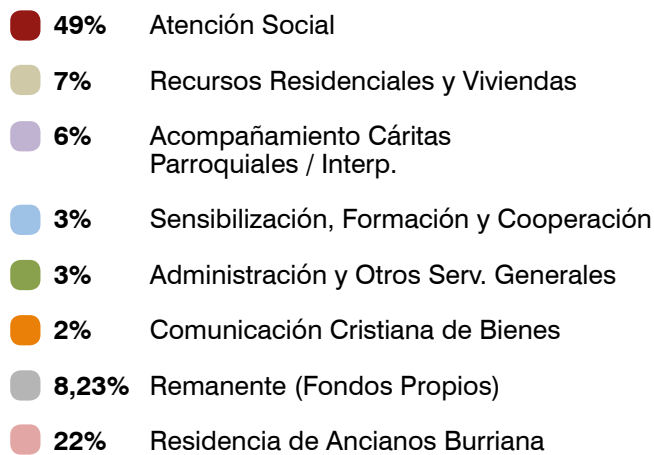 49% Atención Social
7% Recursos Residenciales y Viviendas
6% Acompañamiento Cáritas
Parroquiales / Interp.
3% Sensibilización, Formación y Cooperación
3% Administración y Otros Serv. Generales
2% Comunicación Cristiana de Bienes
8,23% Remanente (Fondos Propios)
22% Residencia de Ancianos Burriana